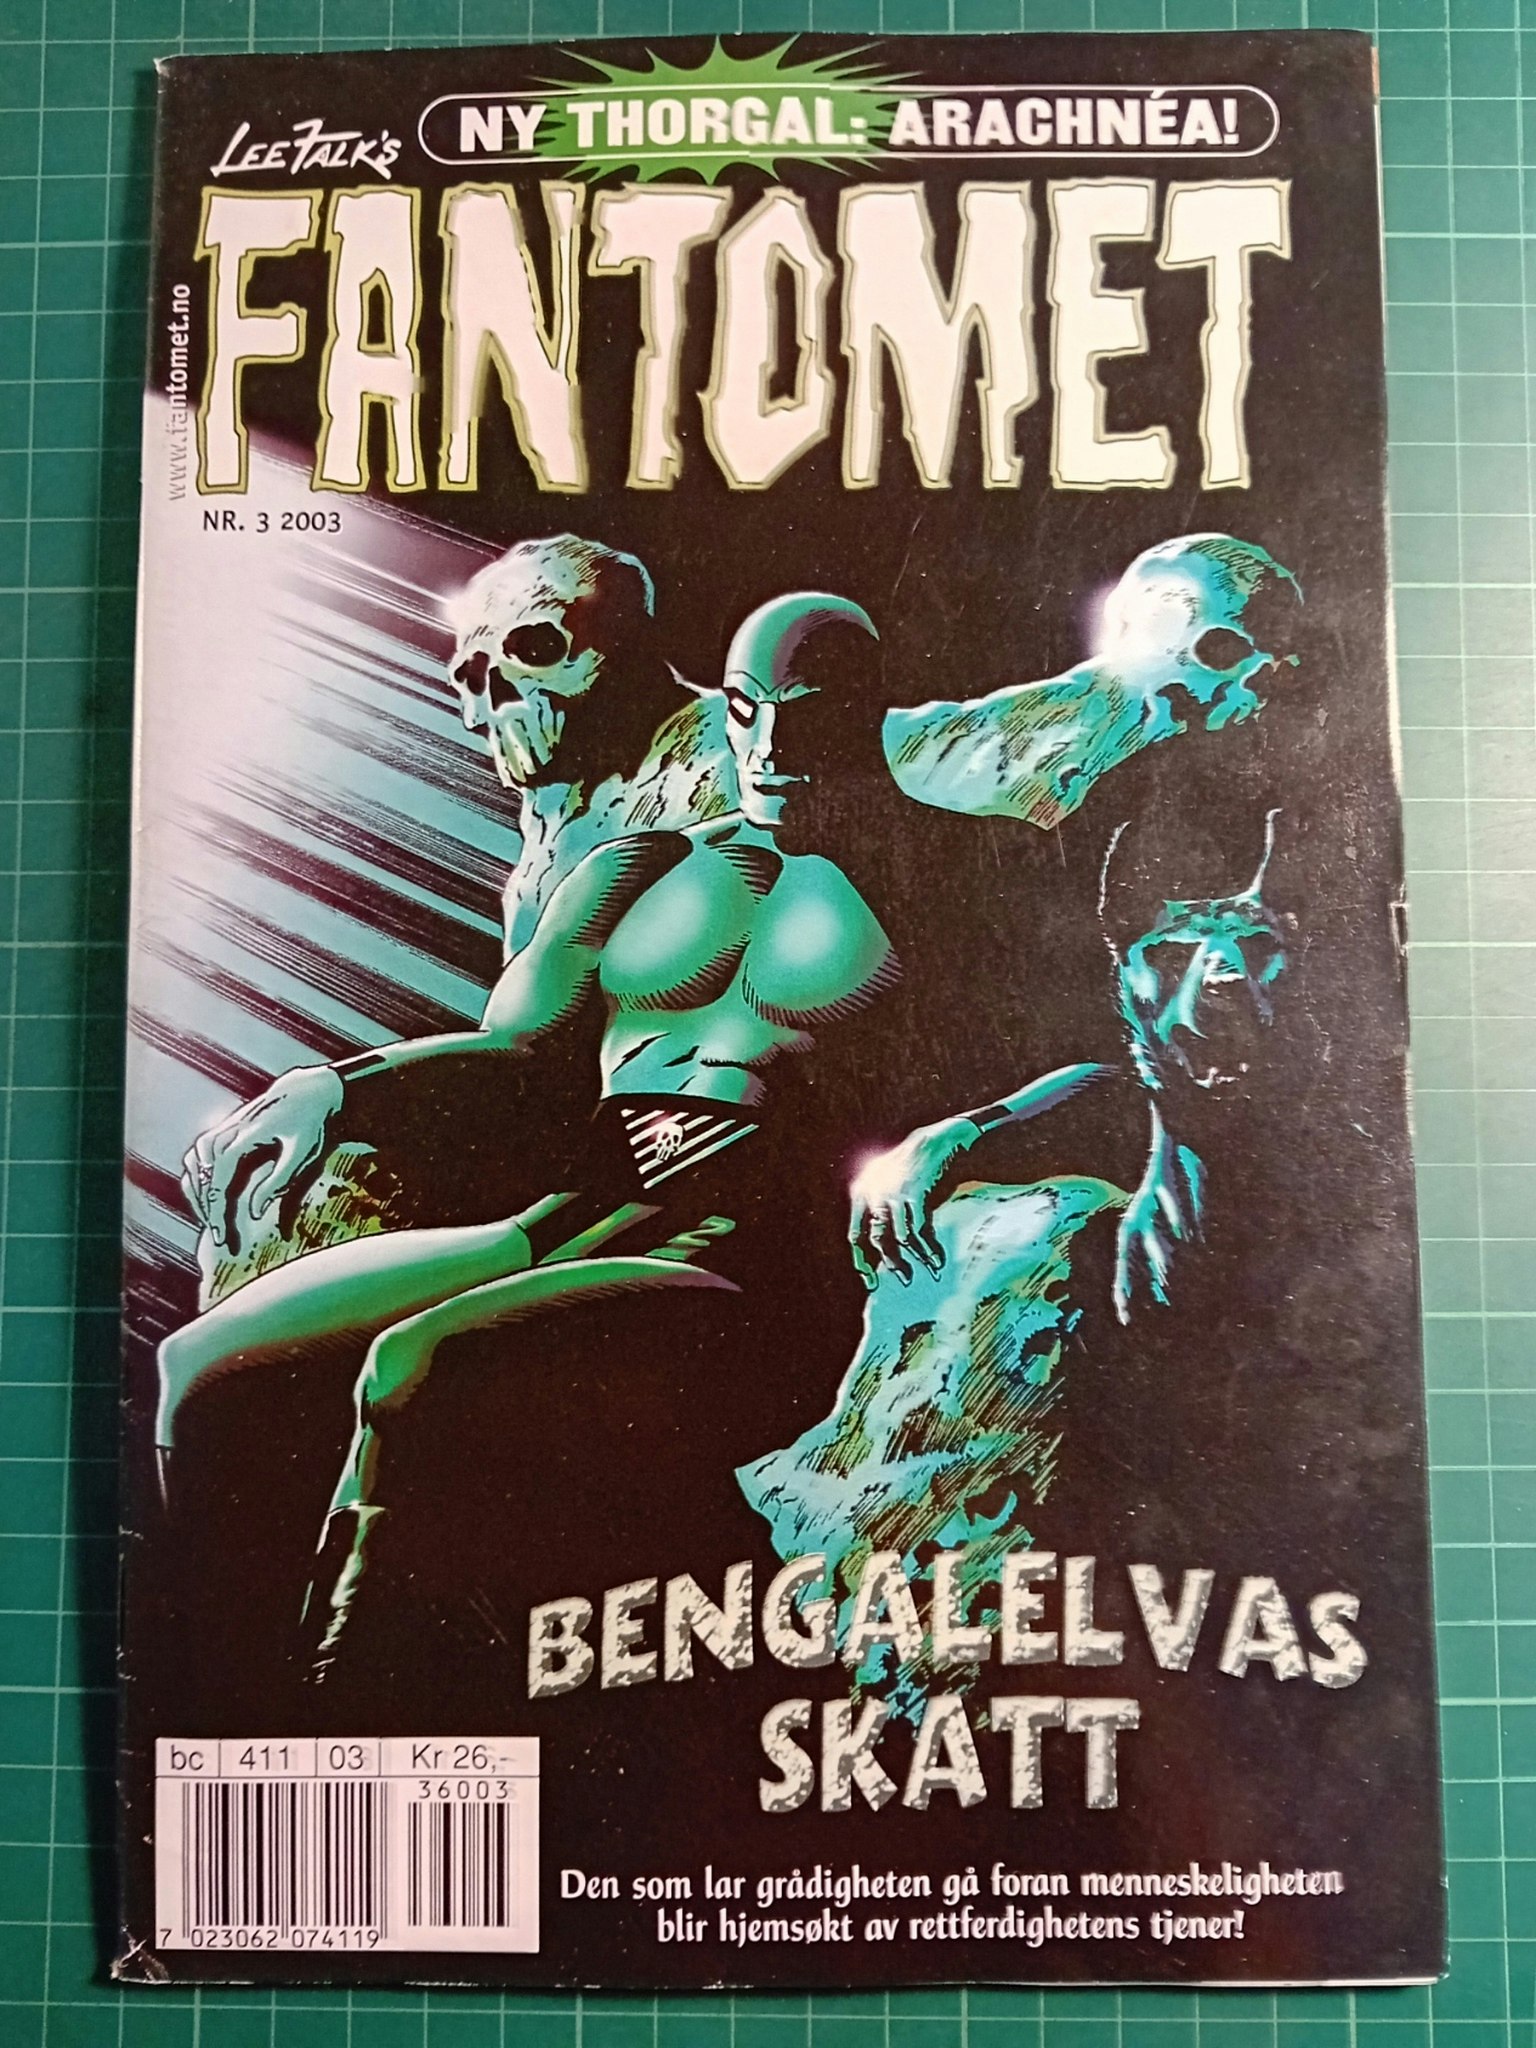 NY THORGAL: ARACHNÉA!
LEE FALK'S
FANTOMET
www.fantomet.no
NR. 3 2003
BENGALELVAS
SKATT
bc 411 03 Kr 26,-
36003
7 023062 074119
Den som lar grådigheten gå foran menneskeligheten
blir hjemsøkt av rettferdighetens tjener!